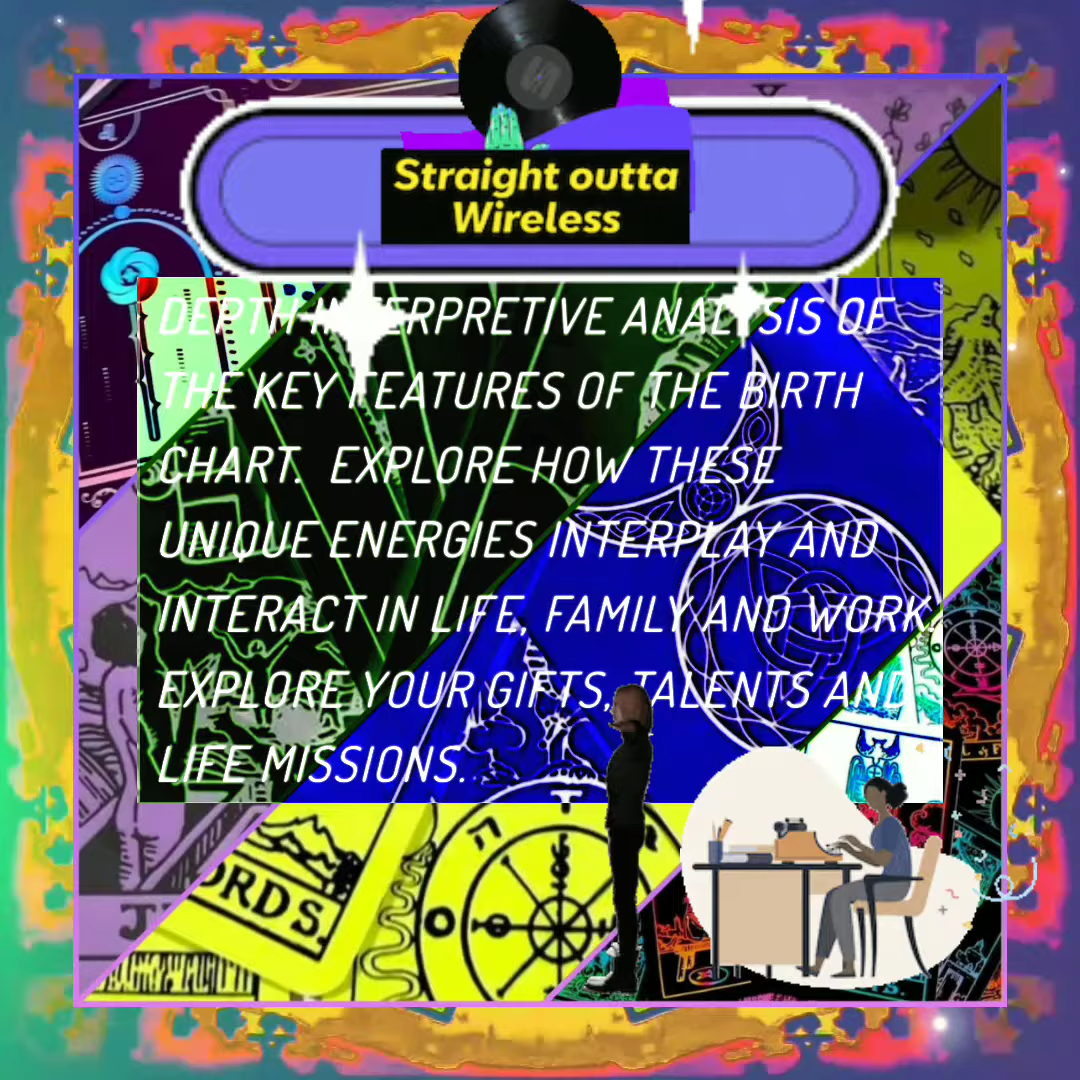 Straight outta
Wireless
DEPTH INTERPRETIVE ANALYSIS OF
THE KEY FEATURES OF THE BIRTH
CHART. EXPLORE HOW THESE
UNIQUE ENERGIES INTERPLAY AND
INTERACT IN LIFE, FAMILY AND WORK.
EXPLORE YOUR GIFTS, TALENTS AND
LIFE MISSIONS.
ORDS.